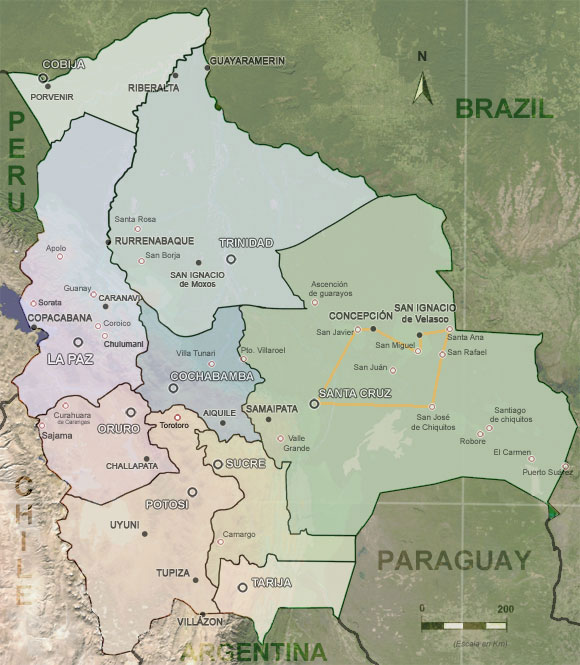 COBIJA
PORVENIR
RIBERALTA
GUAYARAMERIN
N
BRAZIL
PERU
Santa Rosa
RURRENABAQUE
TRINIDAD
San Borja
SAN IGNACIO
de Moxos
Apolo
Guanay
Sorata
CARANAVI
COPACABANA
Coroico
Chulumani
LA PAZ
Ascención
de guarayos
CONCEPCIÓN
SAN IGNACIO
de Velasco
San Javier
Santa Ana
San Miguel
San Rafael
San Juán
Villa Tunari
Pto. Villaroel
COCHABAMBA
SANTA CRUZ
Curahuara
de Carangas
ORURO
Sajama
Torotoro
AIQUILE
SAMAIPATA
San José
de Chiquitos
Santiago
de chiquitos
Robore
Valle
Grande
El Carmen
Puerto Suárez
CHALLAPATA
SUCRE
POTOSI
CHILE
UYUNI
Camargo
PARAGUAY
TUPIZA
TARIJA
VILLAZON
0 200
(Escala en Km)
ARGENTINA